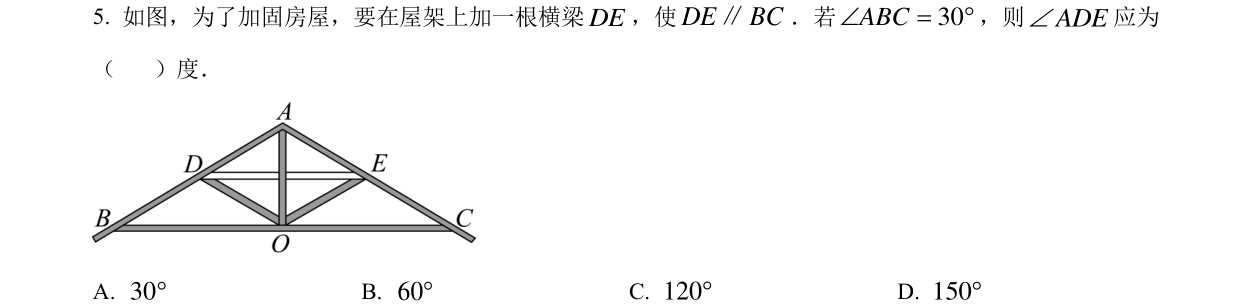 5. 如图，为了加固房屋，要在屋架上加一根横梁 DE，使 DE∥BC．若∠ABC=30°，则∠ADE 应为
（　　）度．
A
D
E
B
C
O
A. 30°
B. 60°
C. 120°
D. 150°